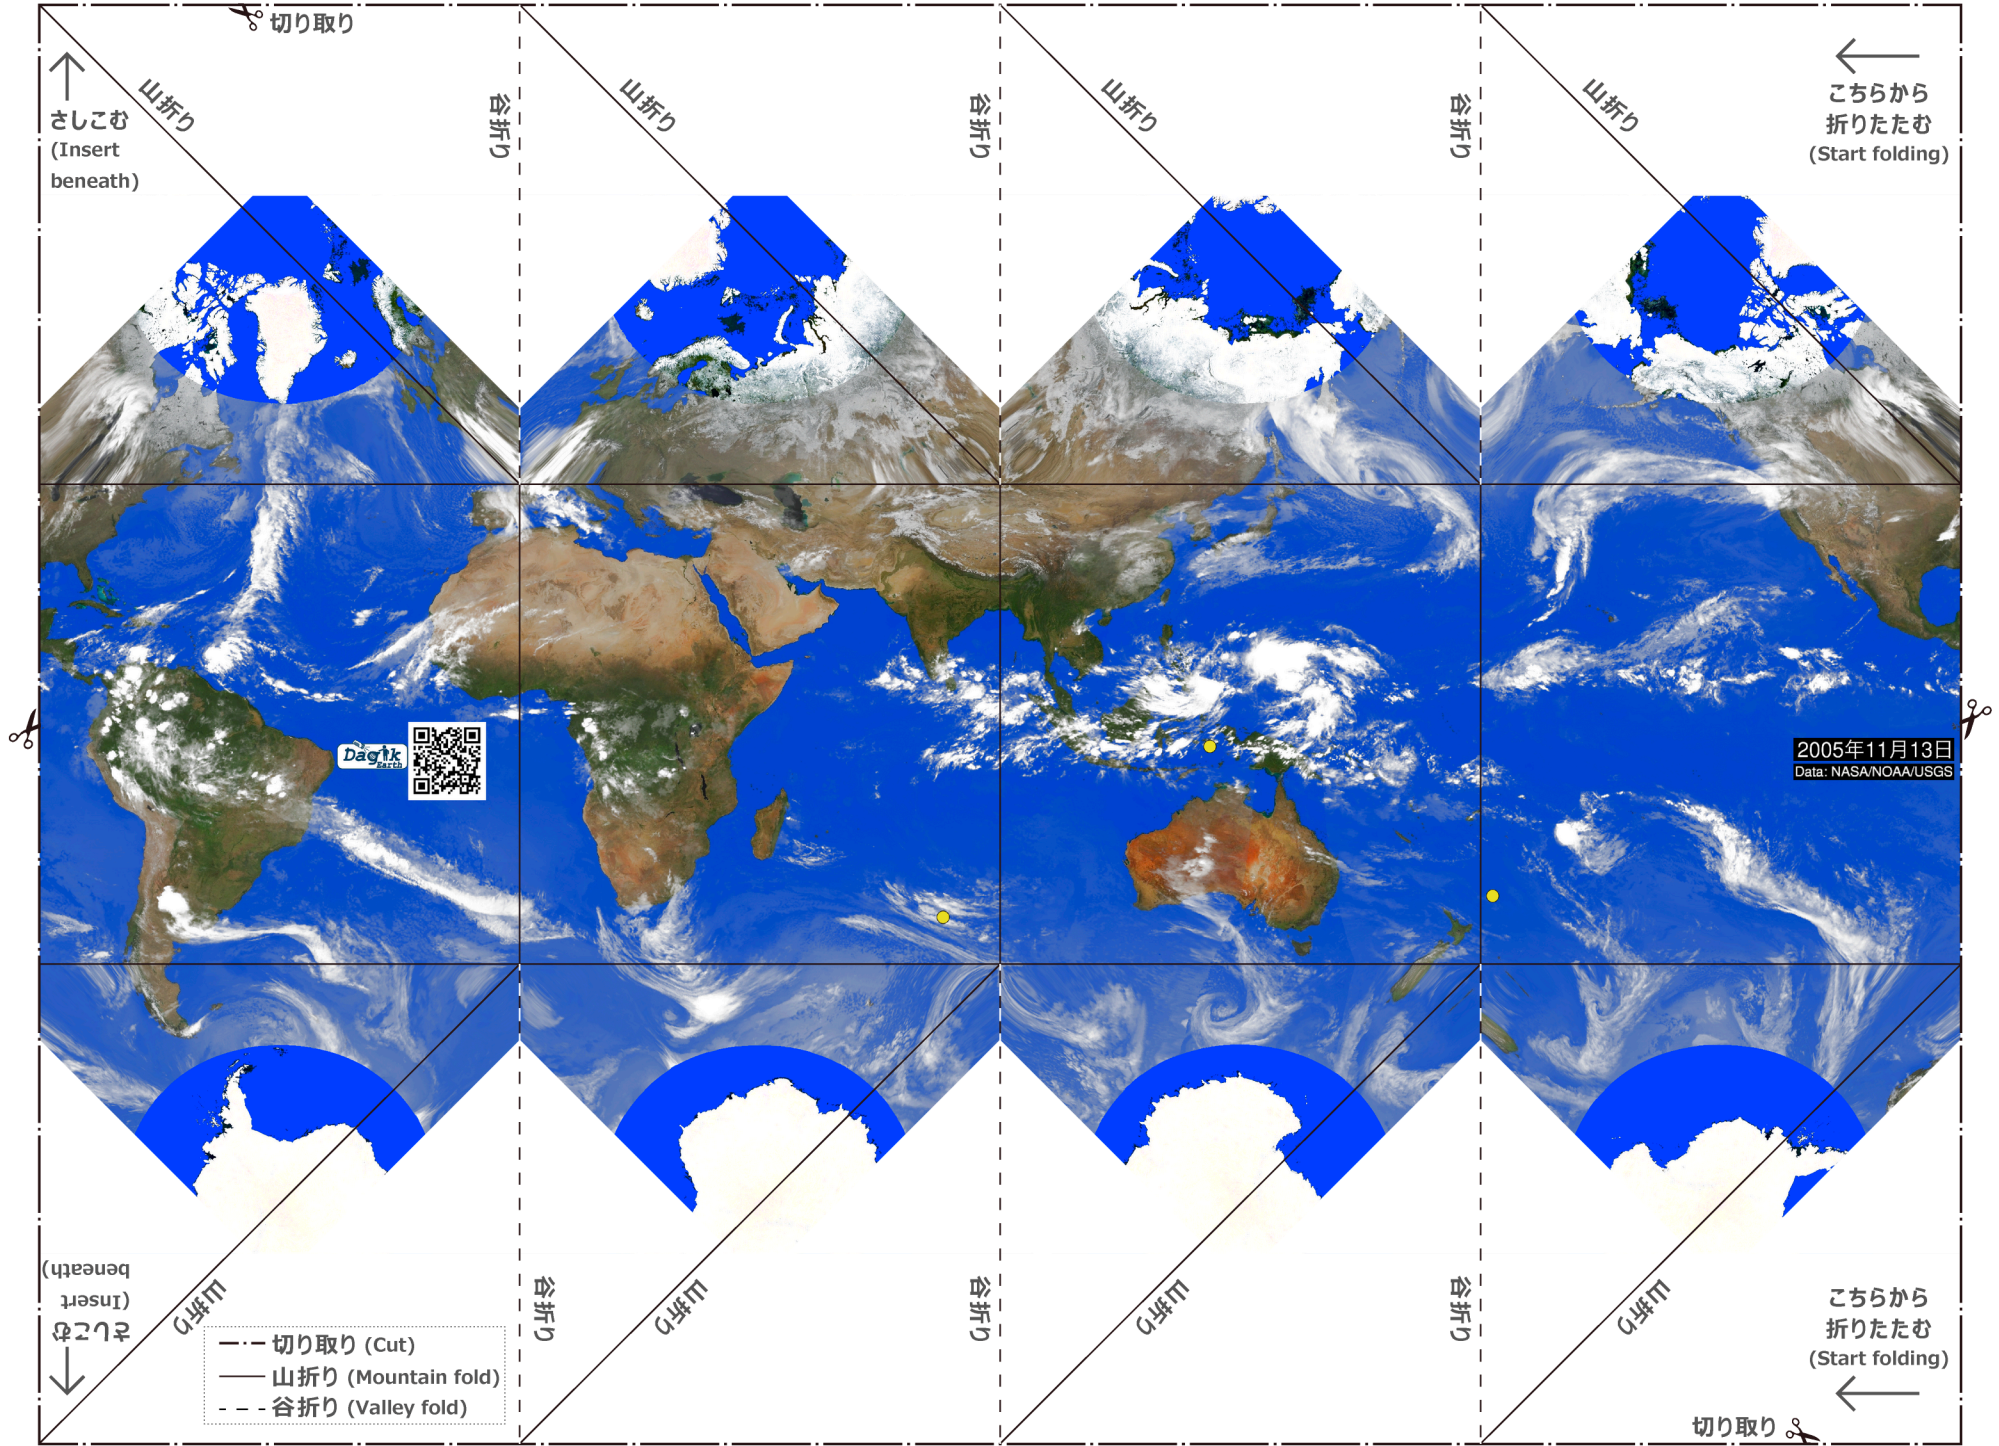 切り取り
山折り
谷折り
山折り
谷折り
山折り
谷折り
山折り
さしこむ
(Insert
beneath)
こちらから
折りたたむ
(Start folding)
Dagik
Earth
2005年11月13日
Data: NASA/NOAA/USGS
さしこむ
(Insert
beneath)
山折り
谷折り
山折り
谷折り
山折り
谷折り
山折り
切り取り (Cut)
山折り (Mountain fold)
谷折り (Valley fold)
こちらから
折りたたむ
(Start folding)
切り取り